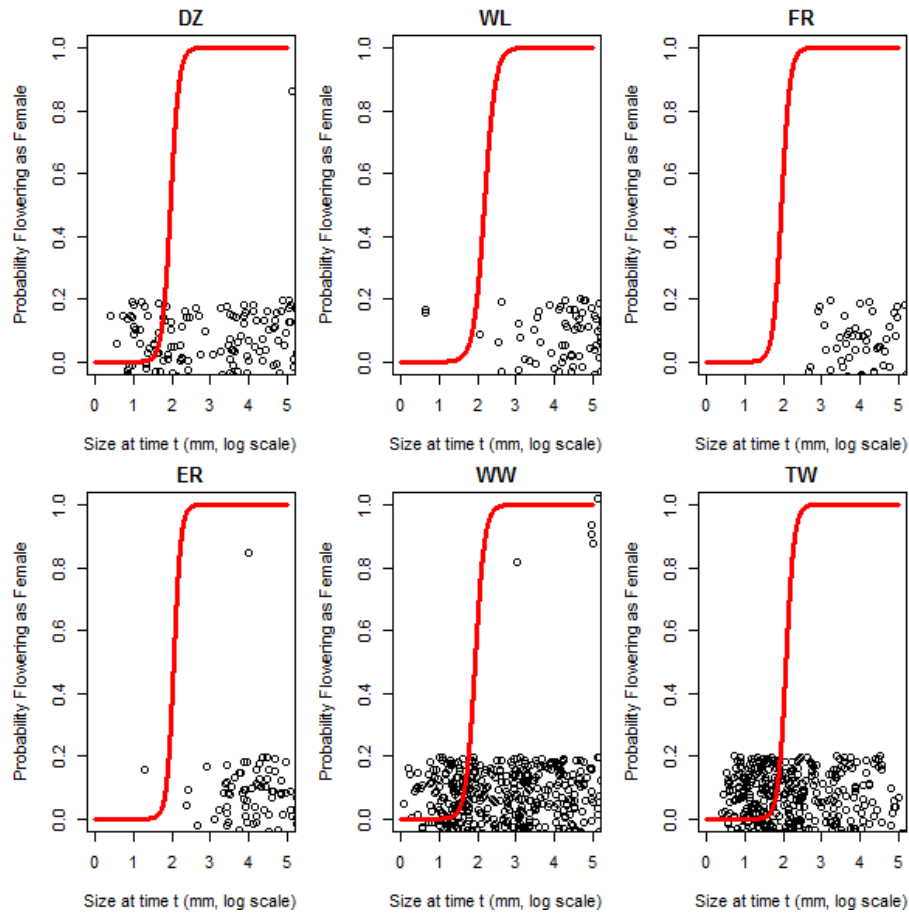 DZ
Probability Flowering as Female
0.0 0.2 0.4 0.6 0.8 1.0
0 1 2 3 4 5
Size at time t (mm, log scale)
WL
Probability Flowering as Female
0.0 0.2 0.4 0.6 0.8 1.0
0 1 2 3 4 5
Size at time t (mm, log scale)
FR
Probability Flowering as Female
0.0 0.2 0.4 0.6 0.8 1.0
0 1 2 3 4 5
Size at time t (mm, log scale)
ER
Probability Flowering as Female
0.0 0.2 0.4 0.6 0.8 1.0
0 1 2 3 4 5
Size at time t (mm, log scale)
WW
Probability Flowering as Female
0.0 0.2 0.4 0.6 0.8 1.0
0 1 2 3 4 5
Size at time t (mm, log scale)
TW
Probability Flowering as Female
0.0 0.2 0.4 0.6 0.8 1.0
0 1 2 3 4 5
Size at time t (mm, log scale)